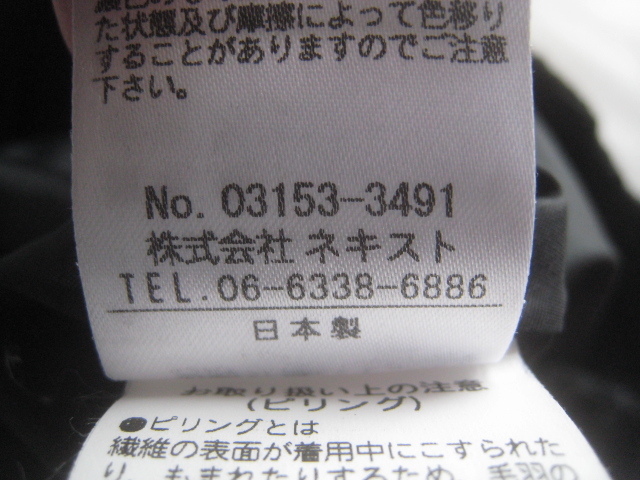 た状態及び摩擦によって色移り
することがありますのでご注意
下さい。
No. 03153-3491
株式会社 ネキスト
TEL. 06-6338-6886
日本製
お取り扱い上の注意
(ピリング)
●ピリングとは
繊維の表面が着用中にこすられた
り、もまれたりするため、毛羽の